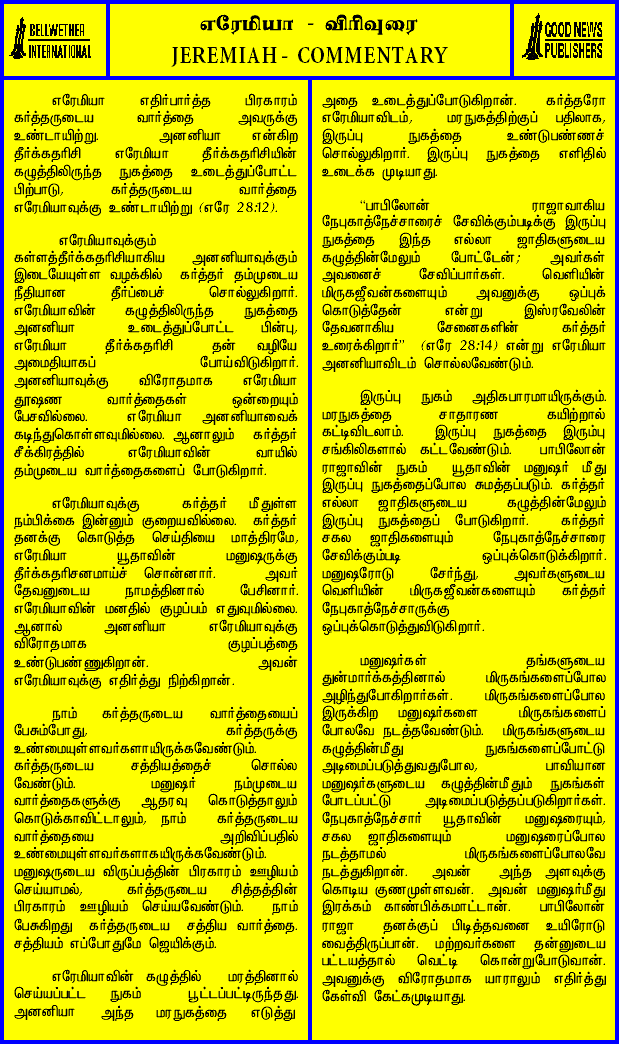 BELLWETHER
INTERNATIONAL
எரேமியா - விரிவுரை
JEREMIAH - COMMENTARY
GOOD NEWS
PUBLISHERS
எரேமியா எதிர்பார்த்த பிரகாரம்
கர்த்தருடைய வார்த்தை அவருக்கு
உண்டாயிற்று. அனனியா என்கிற
தீர்க்கதரிசி எரேமியா தீர்க்கதரிசியின்
கழுத்திலிருந்த நுகத்தை உடைத்துப்போட்ட
பிற்பாடு, கர்த்தருடைய வார்த்தை
எரேமியாவுக்கு உண்டாயிற்று (எரே 28:12).
எரேமியாவுக்கும்
கள்ளத்தீர்க்கதரிசியாகிய அனனியாவுக்கும்
இடையேயுள்ள வழக்கில் கர்த்தர் தம்முடைய
நீதியான தீர்ப்பைச் சொல்லுகிறார்.
எரேமியாவின் கழுத்திலிருந்த நுகத்தை
அனனியா உடைத்துப்போட்ட பின்பு,
எரேமியா தீர்க்கதரிசி தன் வழியே
அமைதியாகப் போய்விடுகிறார்.
அனனியாவுக்கு விரோதமாக எரேமியா
தூஷண வார்த்தைகள் ஒன்றையும்
பேசவில்லை. எரேமியா அனனியாவைக்
கடிந்துகொள்ளவுமில்லை. ஆனாலும் கர்த்தர்
சீக்கிரத்தில் எரேமியாவின் வாயில்
தம்முடைய வார்த்தைகளைப் போடுகிறார்.
எரேமியாவுக்கு கர்த்தர் மீதுள்ள
நம்பிக்கை இன்னும் குறையவில்லை. கர்த்தர்
தனக்கு கொடுத்த செய்தியை மாத்திரமே,
எரேமியா யூதாவின் மனுஷருக்கு
தீர்க்கதரிசனமாய்ச் சொன்னார். அவர்
தேவனுடைய நாமத்தினால் பேசினார்.
எரேமியாவின் மனதில் குழப்பம் எதுவுமில்லை.
ஆனால் அனனியா எரேமியாவுக்கு
விரோதமாக குழப்பத்தை
உண்டுபண்ணுகிறான். அவன்
எரேமியாவுக்கு எதிர்த்து நிற்கிறான்.
நாம் கர்த்தருடைய வார்த்தையைப்
பேசும்போது, கர்த்தருக்கு
உண்மையுள்ளவர்களாயிருக்கவேண்டும்.
கர்த்தருடைய சத்தியத்தைச் சொல்ல
வேண்டும். மனுஷர் நம்முடைய
வார்த்தைகளுக்கு ஆதரவு கொடுத்தாலும்
கொடுக்காவிட்டாலும், நாம் கர்த்தருடைய
வார்த்தையை அறிவிப்பதில்
உண்மையுள்ளவர்களாகயிருக்கவேண்டும்.
மனுஷருடைய விருப்பத்தின் பிரகாரம் ஊழியம்
செய்யாமல், கர்த்தருடைய சித்தத்தின்
பிரகாரம் ஊழியம் செய்யவேண்டும். நாம்
பேசுகிறது கர்த்தருடைய சத்திய வார்த்தை.
சத்தியம் எப்போதுமே ஜெயிக்கும்.
எரேமியாவின் கழுத்தில் மரத்தினால்
செய்யப்பட்ட நுகம் பூட்டப்பட்டிருந்தது.
அனனியா அந்த மரநுகத்தை எடுத்து
அதை உடைத்துப்போடுகிறான். கர்த்தரோ
எரேமியாவிடம், மரநுகத்திற்குப் பதிலாக,
இருப்பு நுகத்தை உண்டுபண்ணச்
சொல்லுகிறார். இருப்பு நுகத்தை எளிதில்
உடைக்க முடியாது.
"பாபிலோன் ராஜாவாகிய
நேபுகாத்நேச்சாரைச் சேவிக்கும்படிக்கு இருப்பு
நுகத்தை இந்த எல்லா ஜாதிகளுடைய
கழுத்தின்மேலும் போட்டேன்; அவர்கள்
அவனைச் சேவிப்பார்கள். வெளியின்
மிருகஜீவன்களையும் அவனுக்கு ஒப்புக்
கொடுத்தேன் என்று இஸ்ரவேலின்
தேவனாகிய சேனைகளின் கர்த்தர்
உரைக்கிறார்" (எரே 28:14) என்று எரேமியா
அனனியாவிடம் சொல்லவேண்டும்.
இருப்பு நுகம் அதிகபாரமாயிருக்கும்.
மரநுகத்தை சாதாரண கயிற்றால்
கட்டிவிடலாம். இருப்பு நுகத்தை இரும்பு
சங்கிலிகளால் கட்டவேண்டும். பாபிலோன்
ராஜாவின் நுகம் யூதாவின் மனுஷர் மீது
இருப்பு நுகத்தைப்போல சுமத்தப்படும். கர்த்தர்
எல்லா ஜாதிகளுடைய கழுத்தின்மேலும்
இருப்பு நுகத்தைப் போடுகிறார். கர்த்தர்
சகல ஜாதிகளையும் நேபுகாத்நேச்சாரை
சேவிக்கும்படி ஒப்புக்கொடுக்கிறார்.
மனுஷரோடு சேர்ந்து, அவர்களுடைய
வெளியின் மிருகஜீவன்களையும் கர்த்தர்
நேபுகாத்நேச்சாருக்கு
ஒப்புக்கொடுத்துவிடுகிறார்.
மனுஷர்கள் தங்களுடைய
துன்மார்க்கத்தினால் மிருகங்களைப்போல
அழிந்துபோகிறார்கள். மிருகங்களைப்போல
இருக்கிற மனுஷர்களை மிருகங்களைப்
போலவே நடத்தவேண்டும். மிருகங்களுடைய
கழுத்தின்மீது நுகங்களைப்போட்டு
அடிமைப்படுத்துவதுபோல, பாவியான
மனுஷர்களுடைய கழுத்தின்மீதும் நுகங்கள்
போடப்பட்டு அடிமைப்படுத்தப்படுகிறார்கள்.
நேபுகாத்நேச்சார் யூதாவின் மனுஷரையும்,
சகல ஜாதிகளையும் மனுஷரைப்போல
நடத்தாமல் மிருகங்களைப்போலவே
நடத்துகிறான். அவன் அந்த அளவுக்கு
கொடிய குணமுள்ளவன். அவன் மனுஷர்மீது
இரக்கம் காண்பிக்கமாட்டான். பாபிலோன்
ராஜா தனக்குப் பிடித்தவனை உயிரோடு
வைத்திருப்பான். மற்றவர்களை தன்னுடைய
பட்டயத்தால் வெட்டி கொன்றுபோடுவான்.
அவனுக்கு விரோதமாக யாராலும் எதிர்த்து
கேள்வி கேட்கமுடியாது.